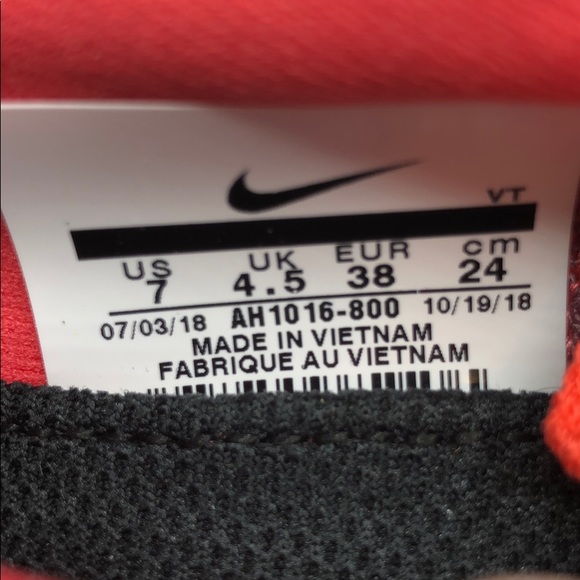 VT
US UK EUR cm
7 4.5 38 24
07/03/18 AH1016-800 10/19/18
MADE IN VIETNAM
FABRIQUE AU VIETNAM